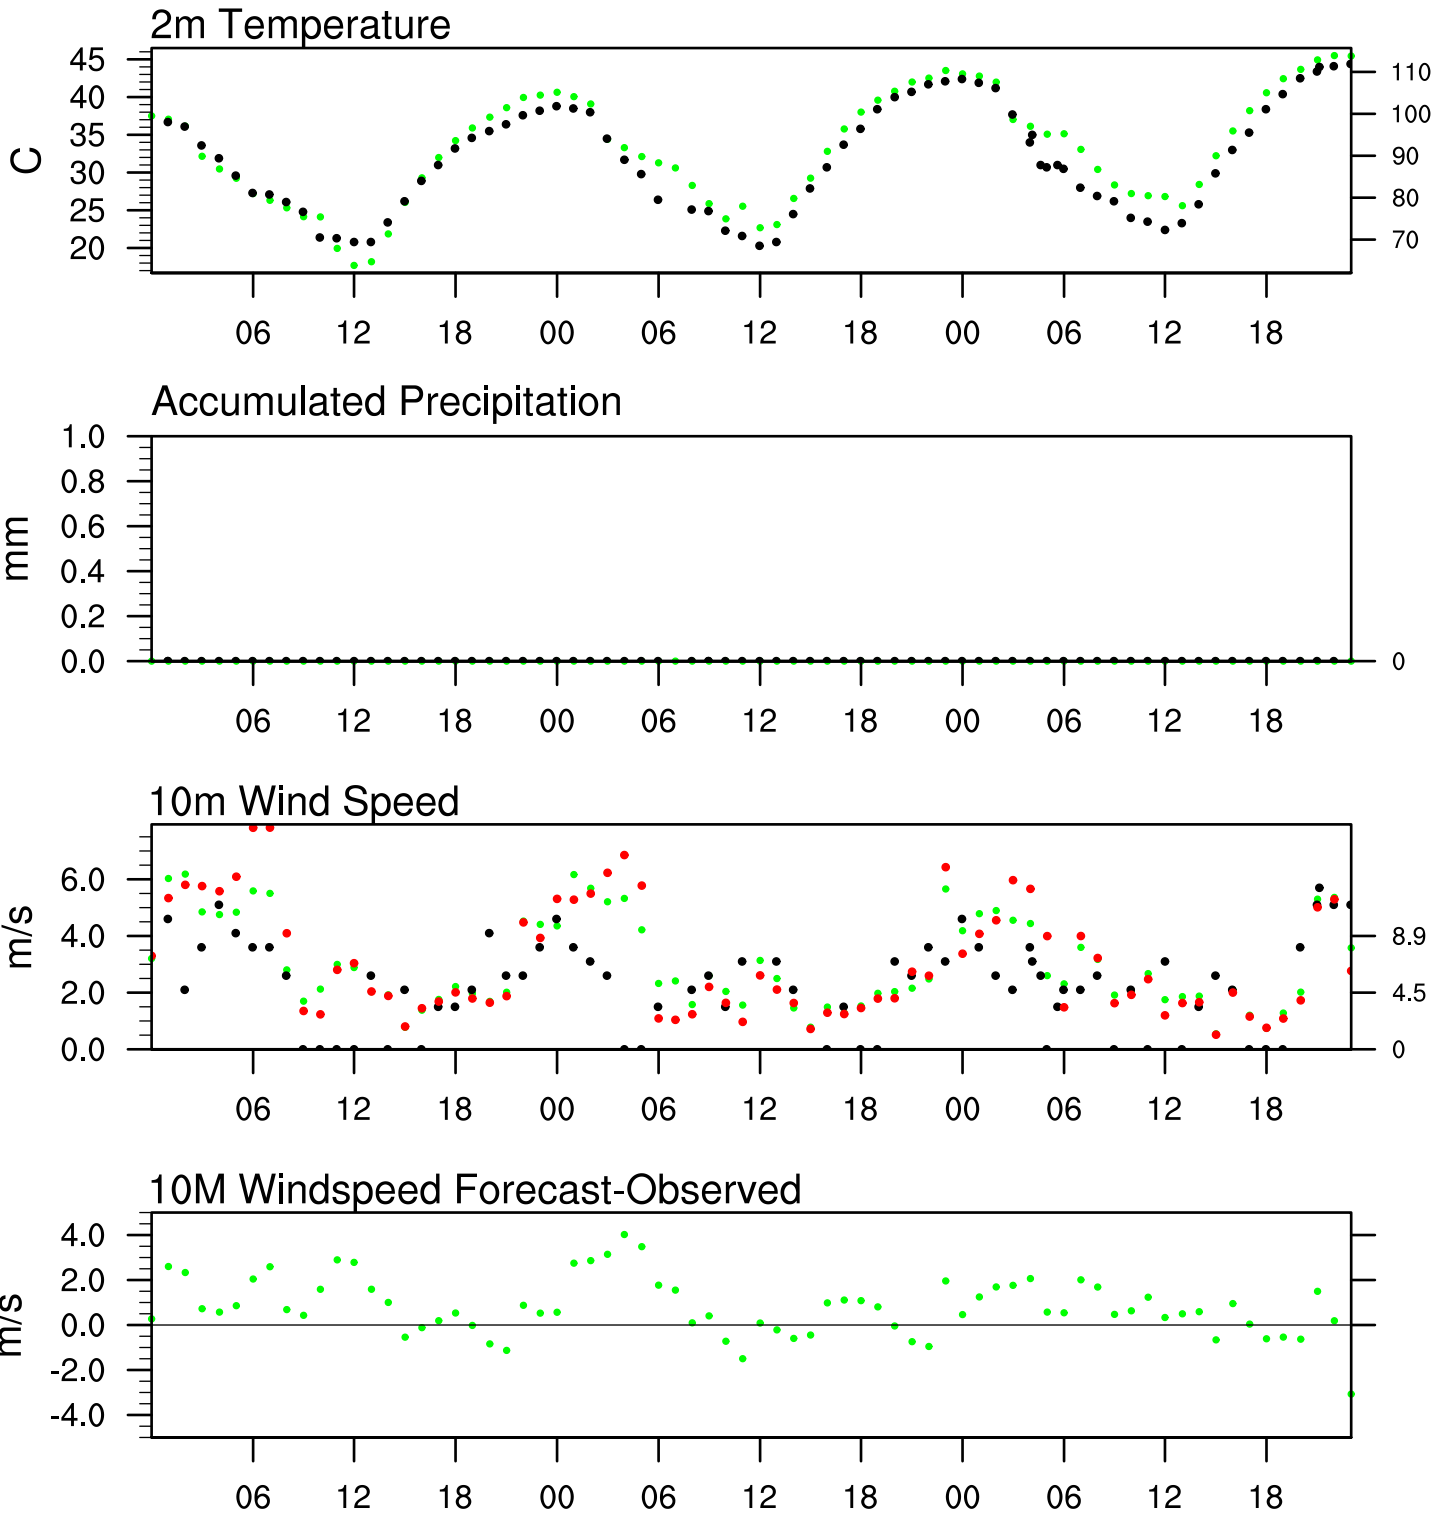 2m Temperature
45
40
35
30
25
20
C
110
100
90
80
70
06 12 18 00 06 12 18 00 06 12 18
Accumulated Precipitation
1.0
0.8
0.6
0.4
0.2
0.0
mm
0
06 12 18 00 06 12 18 00 06 12 18
10m Wind Speed
6.0
4.0
2.0
0.0
m/s
8.9
4.5
0
06 12 18 00 06 12 18 00 06 12 18
10M Windspeed Forecast-Observed
4.0
2.0
0.0
-2.0
-4.0
m/s
06 12 18 00 06 12 18 00 06 12 18